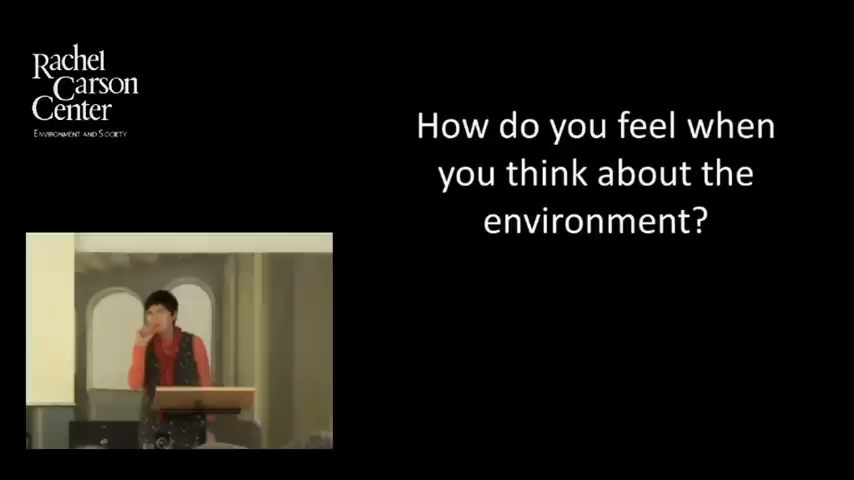 Rachel
Carson
Center
ENVIRONMENT AND SOCIETY
How do you feel when
you think about the
environment?